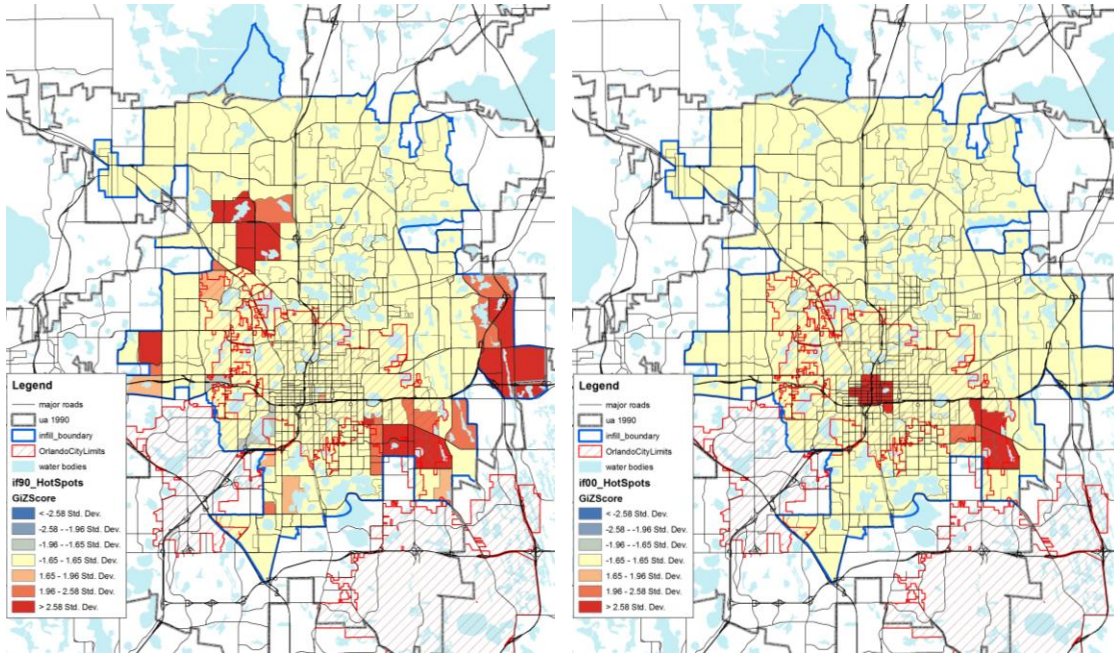 Legend
major roads
ua 1990
infill_boundary
OrlandoCityLimits
water bodies
if90_HotSpots
GiZScore
< -2.58 Std. Dev.
-2.58 - -1.96 Std. Dev.
-1.96 - -1.65 Std. Dev.
-1.65 - 1.65 Std. Dev.
1.65 - 1.96 Std. Dev.
1.96 - 2.58 Std. Dev.
> 2.58 Std. Dev.
Legend
major roads
ua 1990
infill_boundary
OrlandoCityLimits
water bodies
if00_HotSpots
GiZScore
< -2.58 Std. Dev.
-2.58 - -1.96 Std. Dev.
-1.96 - -1.65 Std. Dev.
-1.65 - 1.65 Std. Dev.
1.65 - 1.96 Std. Dev.
1.96 - 2.58 Std. Dev.
> 2.58 Std. Dev.